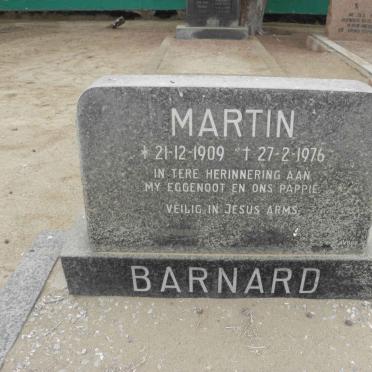 MARTIN
* 21-12-1909 † 27-2-1976
IN TERE HERINNERING AAN
MY EGGENOOT EN ONS PAPPIE
VEILIG IN JESUS ARMS
BARNARD